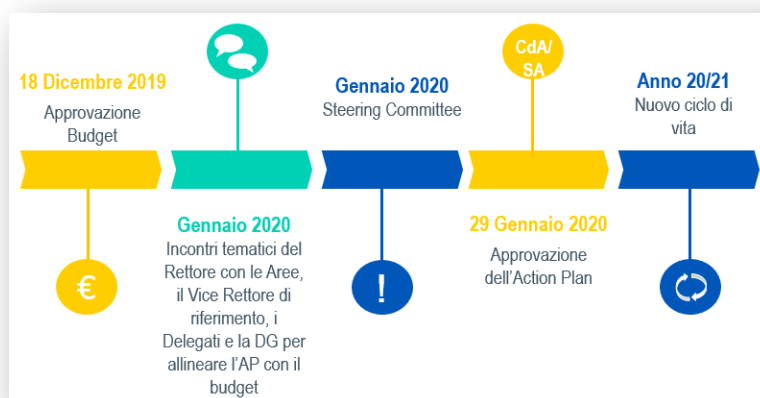 18 Dicembre 2019
Approvazione
Budget
€
Gennaio 2020
Incontri tematici del
Rettore con le Aree,
il Vice Rettore di
riferimento, i
Delegati e la DG per
allineare l'AP con il
budget
Gennaio 2020
Steering Committee
!
CdA/
SA
29 Gennaio 2020
Approvazione
dell'Action Plan
Anno 20/21
Nuovo ciclo di
vita